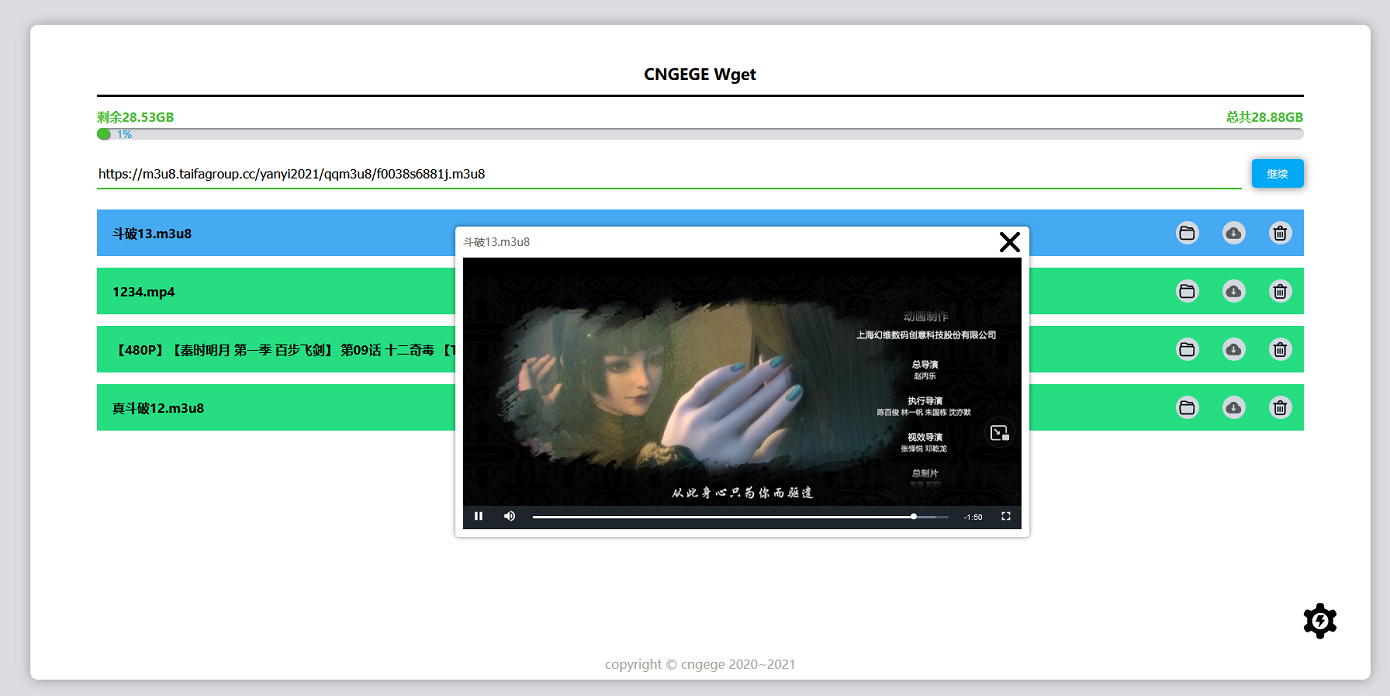 CNGEGE Wget
剩余28.53GB
总共28.88GB
1%
https://m3u8.taifagroup.cc/yanyi2021/qqm3u8/f0038s6881j.m3u8
继续
斗破13.m3u8
斗破13.m3u8
1234.mp4
【480P】【秦时明月 第一季 百步飞剑】 第09话 十二奇毒 【T
真斗破12.m3u8
动画制作
上海幻维数码创意科技股份有限公司
总导演
赵丙乐
执行导演
陈百俊 林一帆 朱国栋 沈亦默
视效导演
张悍悦 邓乾龙
总制片
从此身心只为你而驱遣
-1:50
copyright © cngege 2020~2021